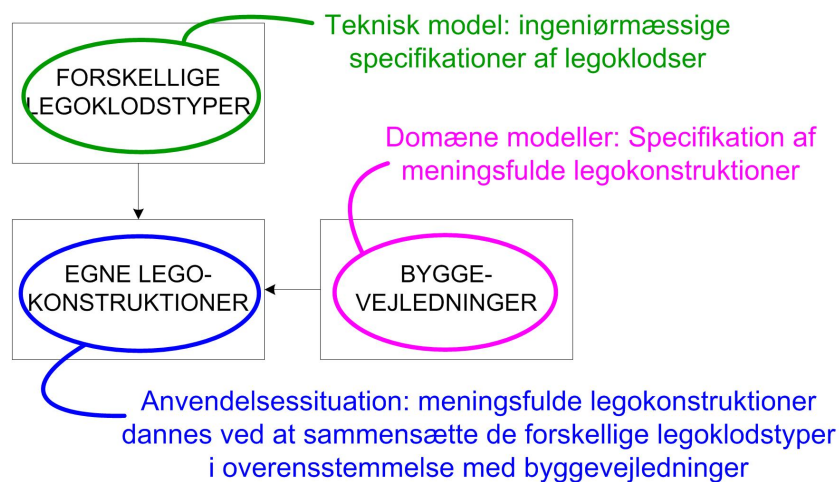 Teknisk model: ingeniørmæssige
specifikationer af legoklodser
FORSKELLIGE
LEGOKLODSTYPER
Domæne modeller: Specifikation af
meningsfulde legokonstruktioner
EGNE LEGO-
KONSTRUKTIONER
BYGGE-
VEJLEDNINGER
Anvendelsessituation: meningsfulde legokonstruktioner
dannes ved at sammensætte de forskellige legoklodstyper
i overensstemmelse med byggevejledninger